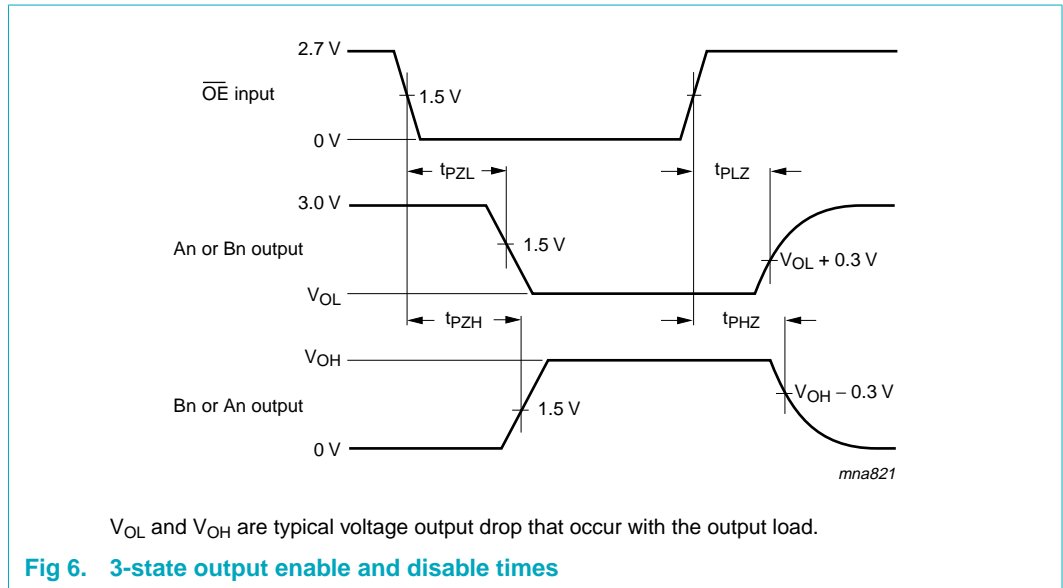 2.7 V
OE input
1.5 V
0 V
tPZL
tPLZ
3.0 V
An or Bn output
1.5 V
VOL + 0.3 V
VOL
tPZH
tPHZ
VOH
VOH − 0.3 V
Bn or An output
1.5 V
0 V
mna821
VOL and VOH are typical voltage output drop that occur with the output load.
Fig 6. 3-state output enable and disable times